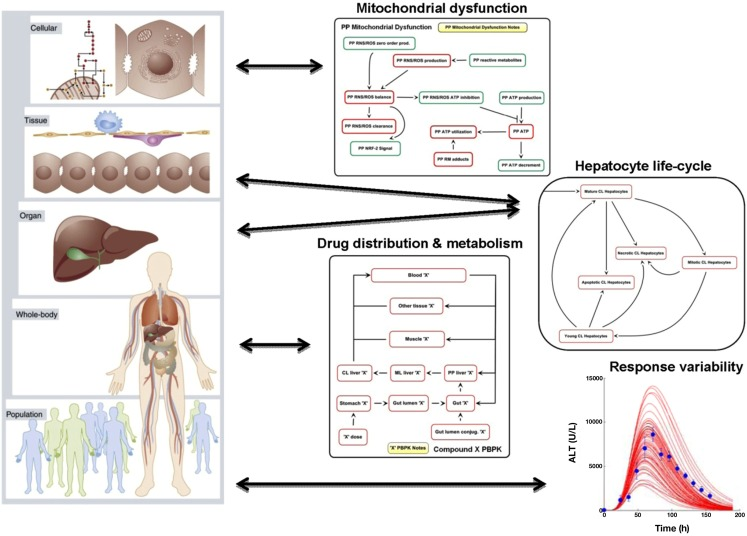 Cellular
Tissue
Organ
Whole-body
Population
Mitochondrial dysfunction
PP Mitochondrial Dysfunction
PP Mitochondrial Dysfunction Notes
PP RNS/ROS zero order prod.
PP RNS/ROS production
PP reactive metabolites
PP RNS/ROS balance
PP RNS/ROS ATP inhibition
PP ATP production
PP RNS/ROS clearance
PP ATP utilization
PP ATP
PP NRF-2 Signal
PP RM adducts
PP ATP decrement
Hepatocyte life-cycle
Mature CL Hepatocytes
Necrotic CL Hepatocytes
Mitotic CL Hepatocytes
Apoptotic CL Hepatocytes
Young CL Hepatocytes
Drug distribution & metabolism
Blood 'X'
Other tissue 'X'
Muscle 'X'
CL liver 'X'
ML liver 'X'
PP liver 'X'
Stomach 'X'
Gut lumen 'X'
Gut 'X'
'X' dose
Gut lumen conjug. 'X'
'X' PBPK Notes
Compound X PBPK
Response variability
ALT (U/L)
15000
10000
5000
0
0 50 100 150 200
Time (h)